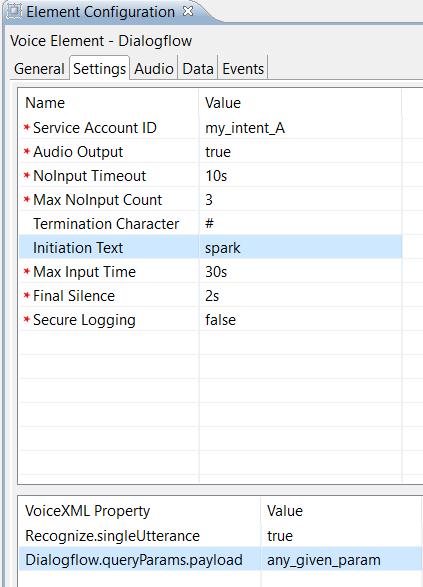 Element Configuration
Voice Element - Dialogflow
General Settings Audio Data Events
Name Value
* Service Account ID my_intent_A
* Audio Output true
* NoInput Timeout 10s
* Max NoInput Count 3
Termination Character #
Initiation Text spark
* Max Input Time 30s
* Final Silence 2s
* Secure Logging false
VoiceXML Property Value
Recognize.singleUtterance true
Dialogflow.queryParams.payload any_given_param